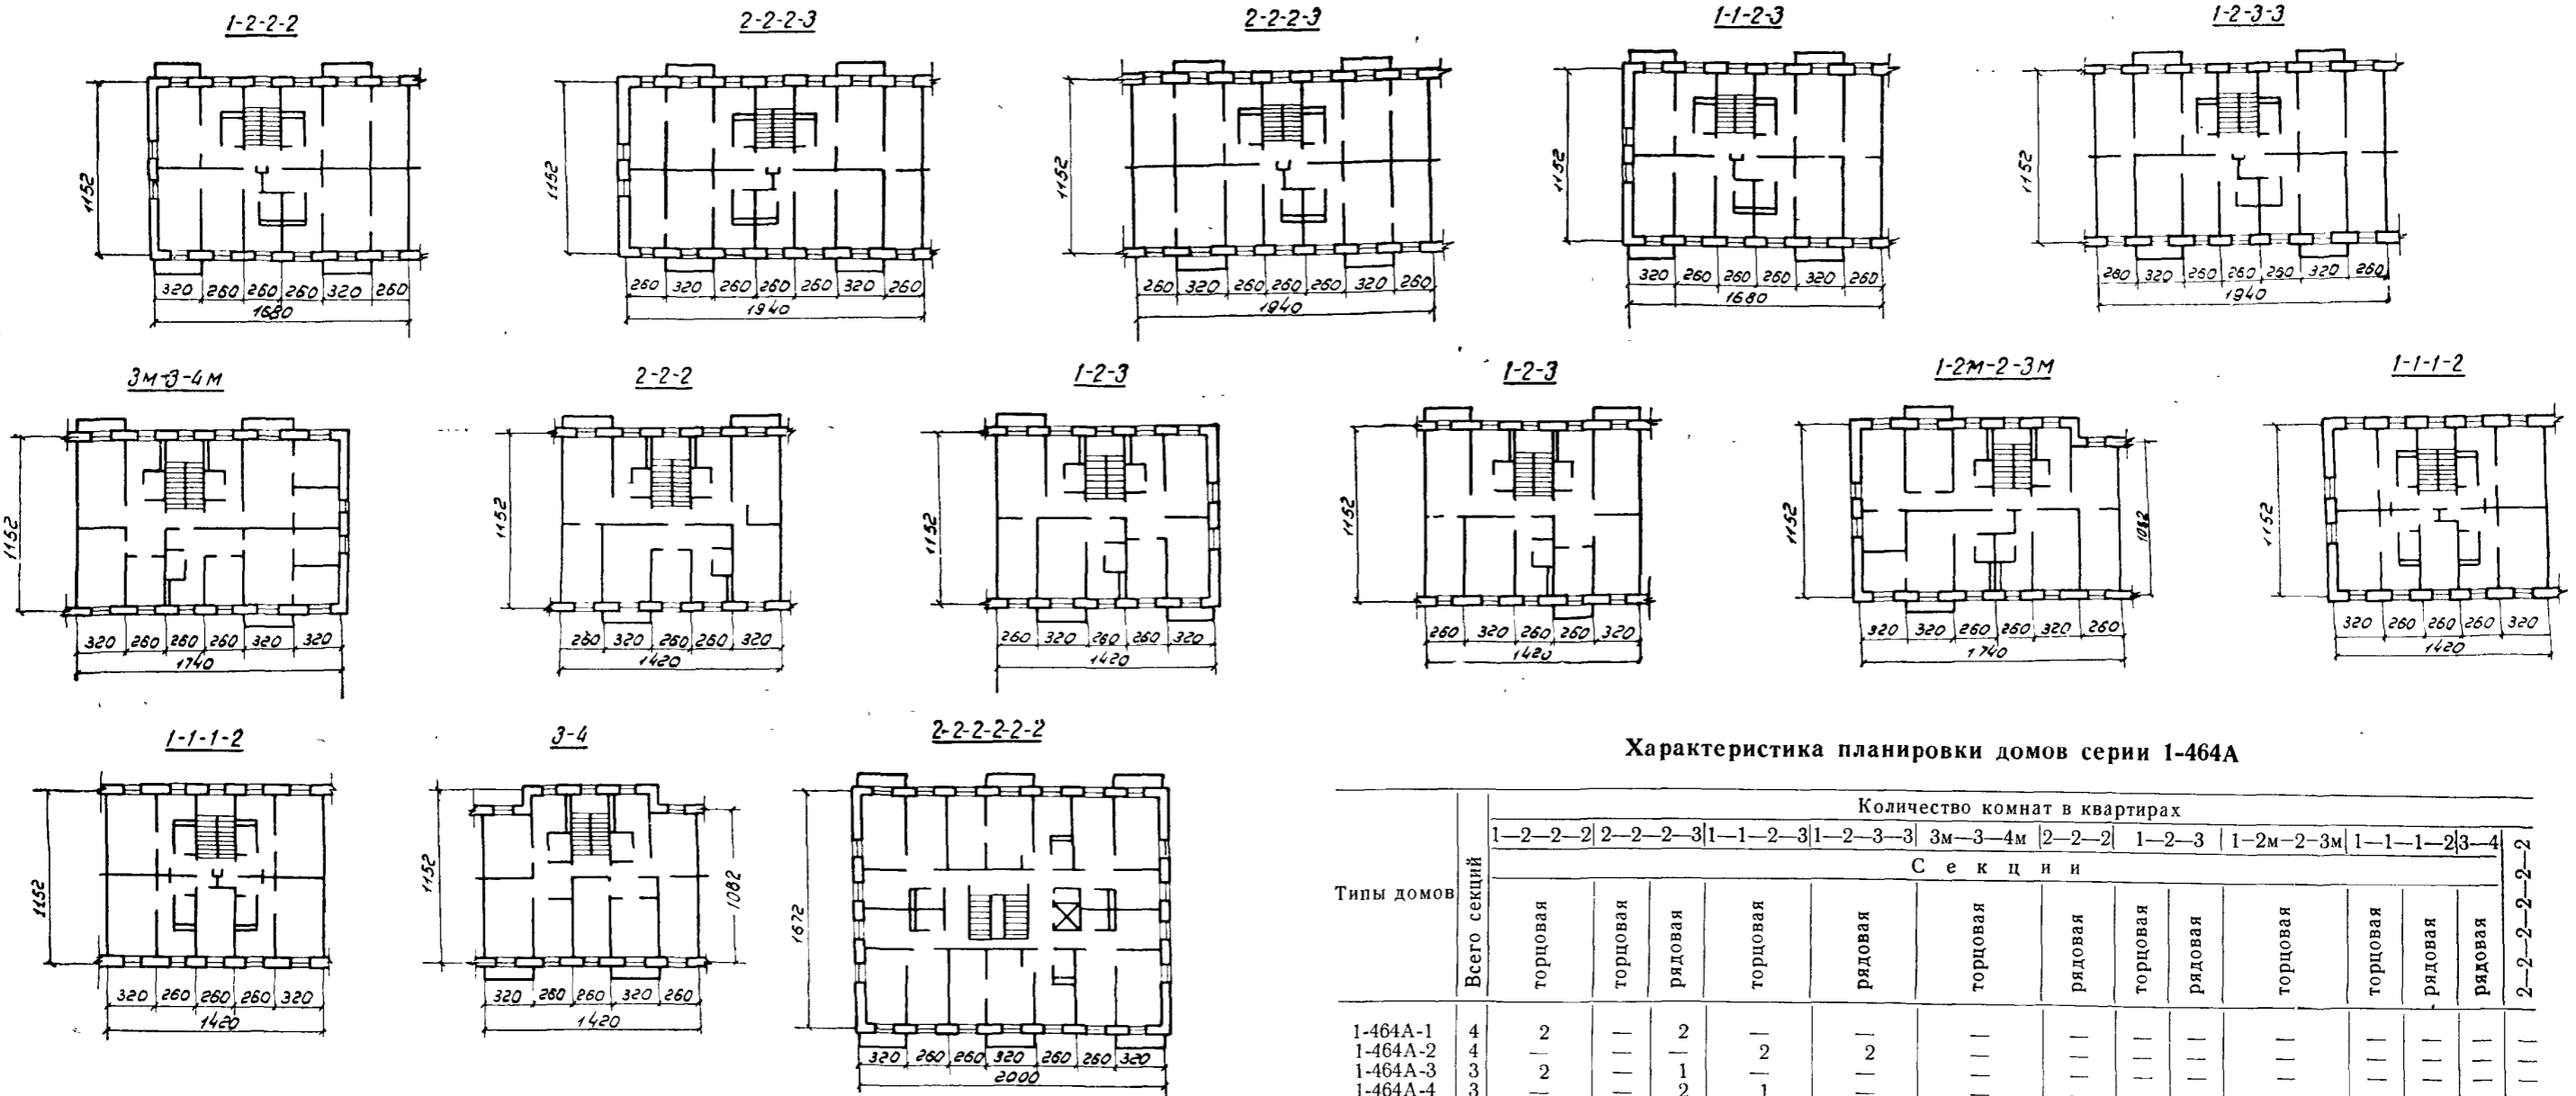 1-2-2-2
2-2-2-3
2-2-2-3
1-1-2-3
1-2-3-3
1152
320 260 260 260 320 260
1680
1152
260 320 260 260 260 320 260
1940
1152
260 320 260 260 260 320 260
1940
1152
320 260 260 260 320 260
1680
1152
260 320 260 260 260 320 260
1940
3м-3-4м
2-2-2
1-2-3
1-2-3
1-2м-2-3м
1-1-1-2
1152
320 260 260 260 320 320
1740
1152
260 320 260 260 320
1420
1152
260 320 260 260 320
1420
1152
260 320 260 260 320
1420
1152
320 320 260 260 320 260
1740
1082
1152
320 260 260 260 320
1420
1-1-1-2
3-4
2-2-2-2-2-2
1152
320 260 260 260 320
1420
1152
320 260 260 320 260
1420
1082
1672
320 260 260 320 260 260 320
2000
Характеристика планировки домов серии 1-464А
Типы домов
Всего секций
Количество комнат в квартирах
1—2—2—2 2—2—2—3 1—1—2—3 1—2—3—3 3м—3—4м 2—2—2 1—2—3 1—2м-2-3м 1—1—1—2 3—4 2—2—2—2—2—2—2
Секции
торцовая торцовая рядовая торцовая рядовая торцовая рядовая торцовая рядовая торцовая торцовая рядовая рядовая
1-464А-1 4 2 — 2 — — — — — — — — — — —
1-464А-2 4 — — — 2 2 — — — — — — — — —
1-464А-3 3 2 — 1 — — — — — — — — — — —
1-464А-4 3 — — 2 1 — — — — — — — — — —